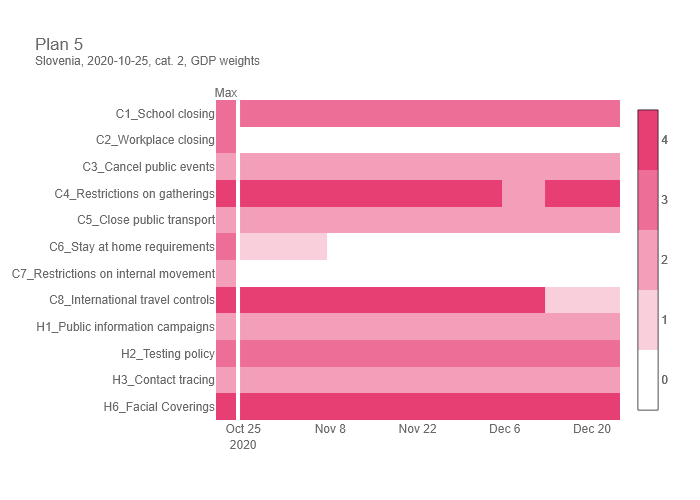 Plan 5
Slovenia, 2020-10-25, cat. 2, GDP weights
Max
C1_School closing
C2_Workplace closing
C3_Cancel public events
C4_Restrictions on gatherings
C5_Close public transport
C6_Stay at home requirements
C7_Restrictions on internal movement
C8_International travel controls
H1_Public information campaigns
H2_Testing policy
H3_Contact tracing
H6_Facial Coverings
Oct 25 Nov 8 Nov 22 Dec 6 Dec 20
2020
4
3
2
1
0